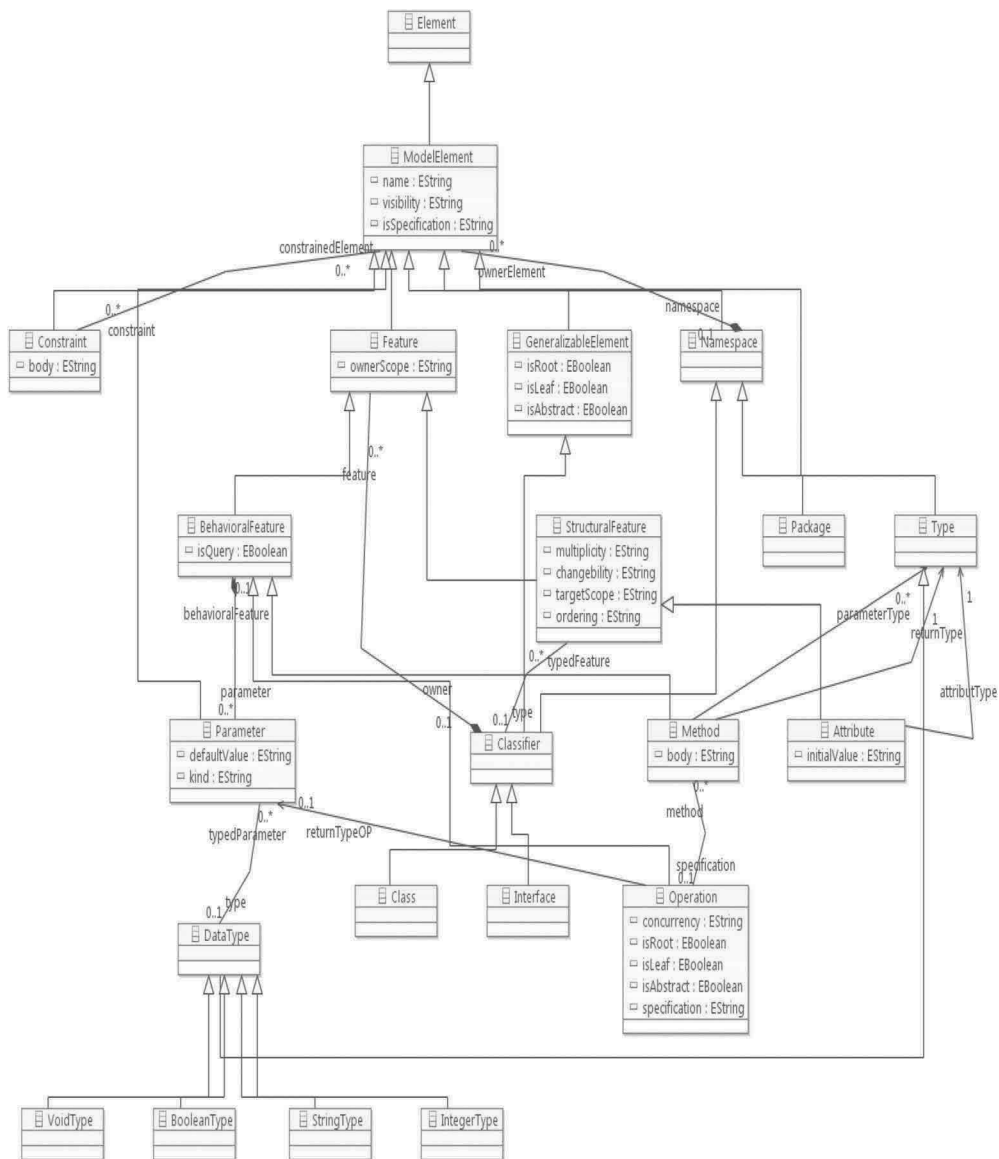 Element
ModelElement
name : EString
visibility : EString
isSpecification : EString
constrainedElement
0..*
0..*
ownerElement
0..*
constraint
namespace
0..1
Constraint
body : EString
Feature
ownerScope : EString
GeneralizableElement
isRoot : EBoolean
isLeaf : EBoolean
isAbstract : EBoolean
Namespace
0..*
feature
BehavioralFeature
isQuery : EBoolean
StructuralFeature
multiplicity : EString
changebility : EString
targetScope : EString
ordering : EString
Package
Type
0..1
behavioralFeature
0..*
parameterType
1
returnType
1
attributType
0..*
typedFeature
parameter
0..*
owner
0..1
type
0..1
Parameter
defaultValue : EString
kind : EString
Classifier
Method
body : EString
Attribute
initialValue : EString
0..*
typedParameter
0..1
returnTypeOP
0..*
method
specification
0..1
Class
Interface
Operation
concurrency : EString
isRoot : EBoolean
isLeaf : EBoolean
isAbstract : EBoolean
specification : EString
type
0..1
DataType
VoidType
BooleanType
StringType
IntegerType